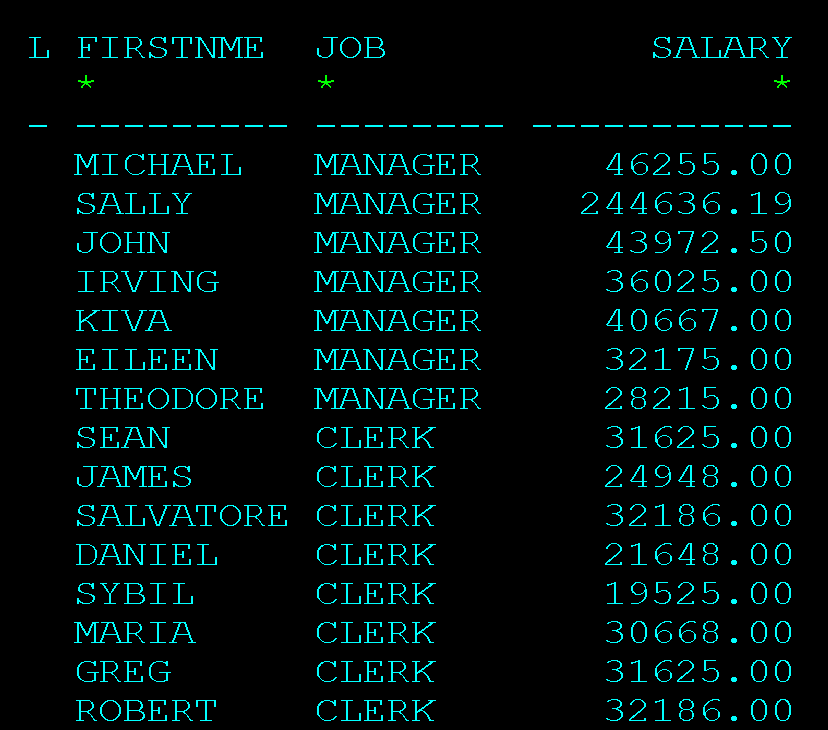 L FIRSTNME  JOB              SALARY
  *         *                     *
- --------- -------- -----------
  MICHAEL   MANAGER        46255.00
  SALLY     MANAGER       244636.19
  JOHN      MANAGER        43972.50
  IRVING    MANAGER        36025.00
  KIVA      MANAGER        40667.00
  EILEEN    MANAGER        32175.00
  THEODORE  MANAGER        28215.00
  SEAN      CLERK          31625.00
  JAMES     CLERK          24948.00
  SALVATORE CLERK          32186.00
  DANIEL    CLERK          21648.00
  SYBIL     CLERK          19525.00
  MARIA     CLERK          30668.00
  GREG      CLERK          31625.00
  ROBERT    CLERK          32186.00